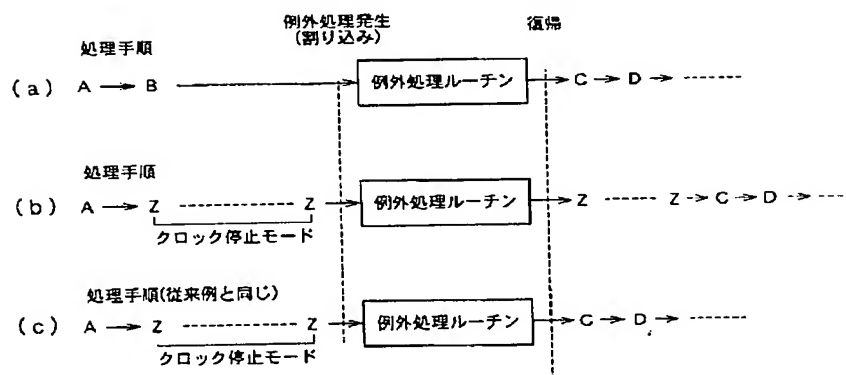 例外処理発生
(割り込み)
復帰
処理手順
(a) A → B → 例外処理ルーチン → C → D → -------
処理手順
(b) A → Z ------------- Z → 例外処理ルーチン → Z ------ Z → C → D → ---
クロック停止モード
処理手順(従来例と同じ)
(c) A → Z ------------- Z → 例外処理ルーチン → C → D → -------
クロック停止モード